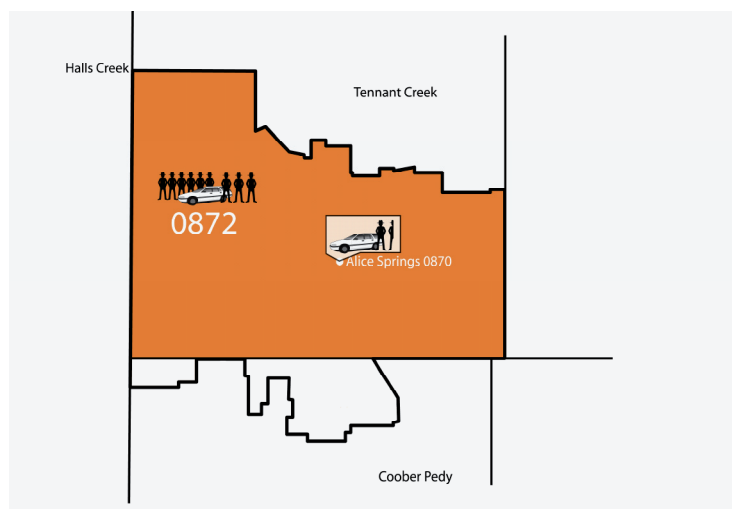 Halls Creek
Tennant Creek
0872
Alice Springs 0870
Coober Pedy